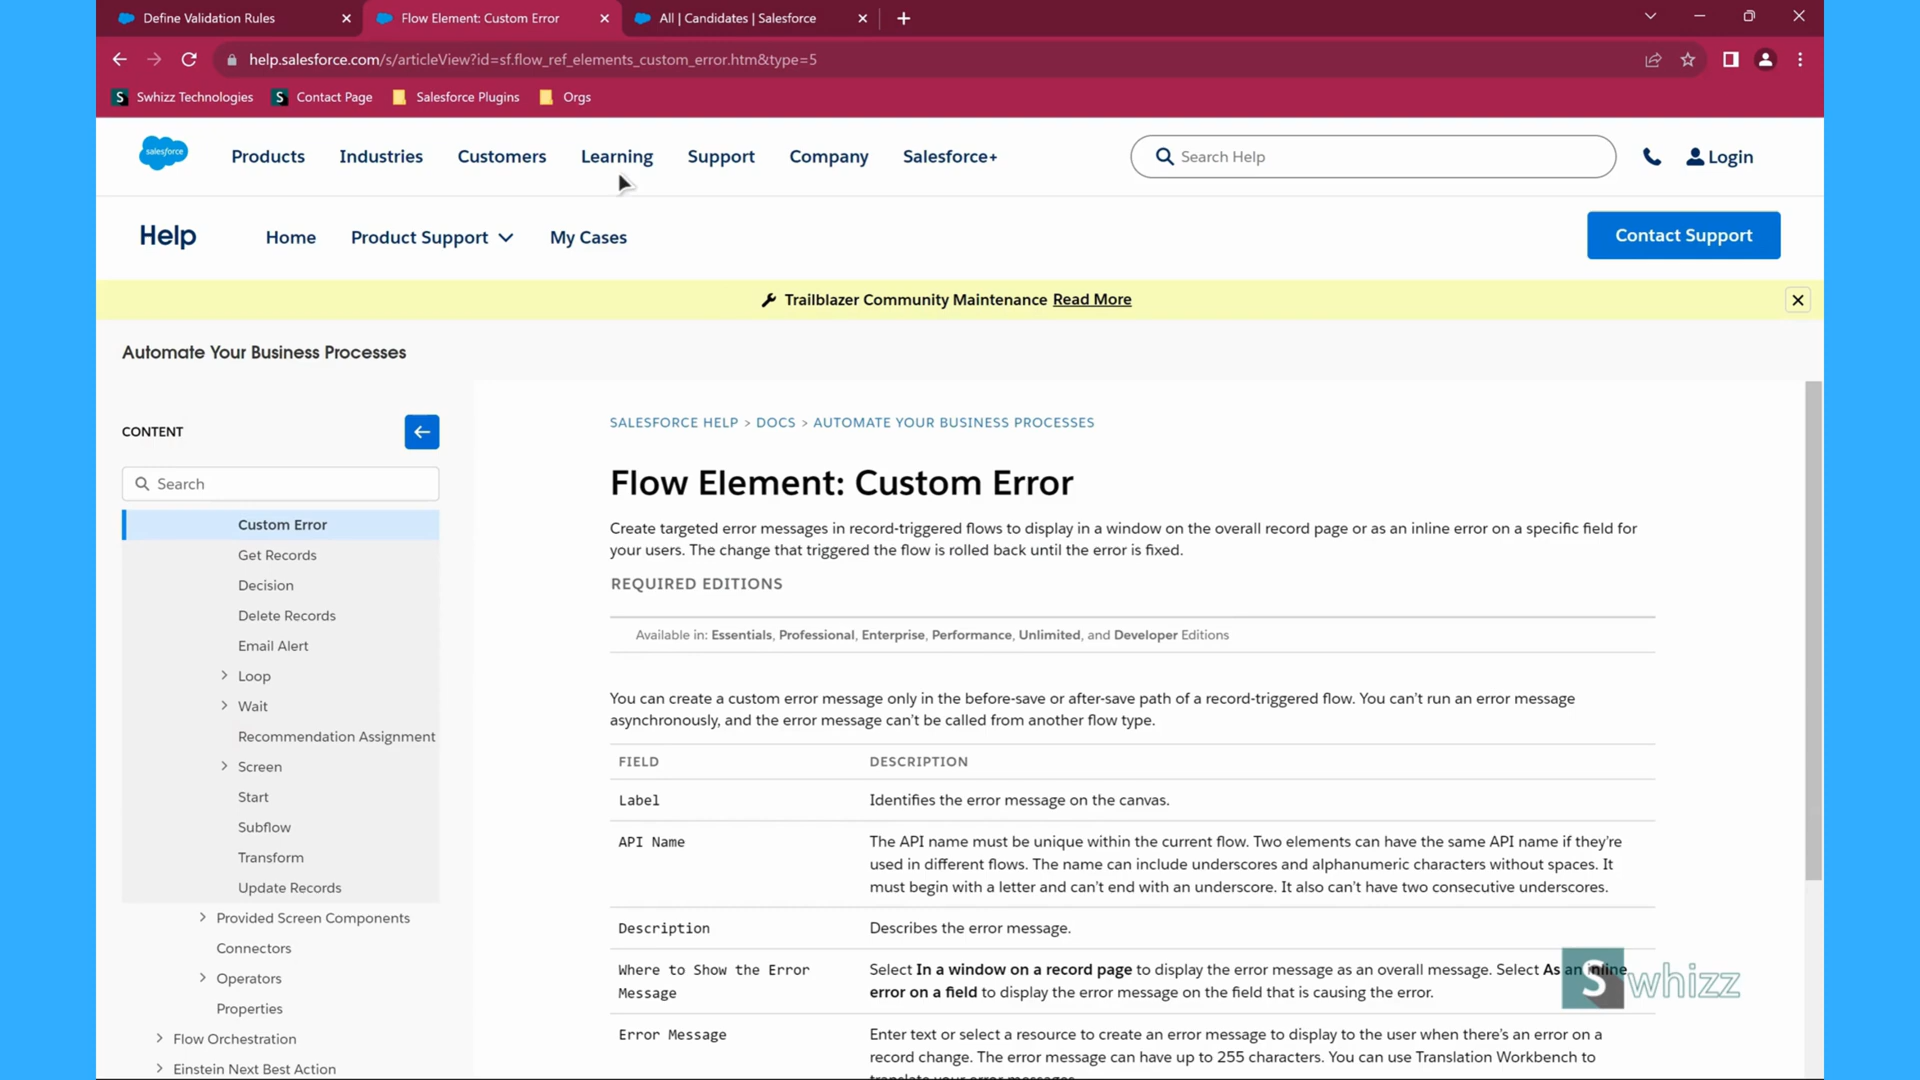 Define Validation Rules
Flow Element: Custom Error
All | Candidates | Salesforce
help.salesforce.com/s/articleView?id=sf.flow_ref_elements_custom_error.htm&type=5
S Swhizz Technologies
S Contact Page
Salesforce Plugins
Orgs
salesforce
Products
Industries
Customers
Learning
Support
Company
Salesforce+
Search Help
Login
Help
Home
Product Support
My Cases
Contact Support
Trailblazer Community Maintenance Read More
Automate Your Business Processes
CONTENT
Search
Custom Error
Get Records
Decision
Delete Records
Email Alert
Loop
Wait
Recommendation Assignment
Screen
Start
Subflow
Transform
Update Records
Provided Screen Components
Connectors
Operators
Properties
Flow Orchestration
Einstein Next Best Action
SALESFORCE HELP > DOCS > AUTOMATE YOUR BUSINESS PROCESSES
Flow Element: Custom Error
Create targeted error messages in record-triggered flows to display in a window on the overall record page or as an inline error on a specific field for
your users. The change that triggered the flow is rolled back until the error is fixed.
REQUIRED EDITIONS
Available in: Essentials, Professional, Enterprise, Performance, Unlimited, and Developer Editions
You can create a custom error message only in the before-save or after-save path of a record-triggered flow. You can't run an error message
asynchronously, and the error message can't be called from another flow type.
FIELD DESCRIPTION
Label Identifies the error message on the canvas.
API Name The API name must be unique within the current flow. Two elements can have the same API name if they're
used in different flows. The name can include underscores and alphanumeric characters without spaces. It
must begin with a letter and can't end with an underscore. It also can't have two consecutive underscores.
Description Describes the error message.
Where to Show the Error Select In a window on a record page to display the error message as an overall message. Select As an inline
Message error on a field to display the error message on the field that is causing the error.
Error Message Enter text or select a resource to create an error message to display to the user when there's an error on a
record change. The error message can have up to 255 characters. You can use Translation Workbench to
translate your error messages.
S whizz